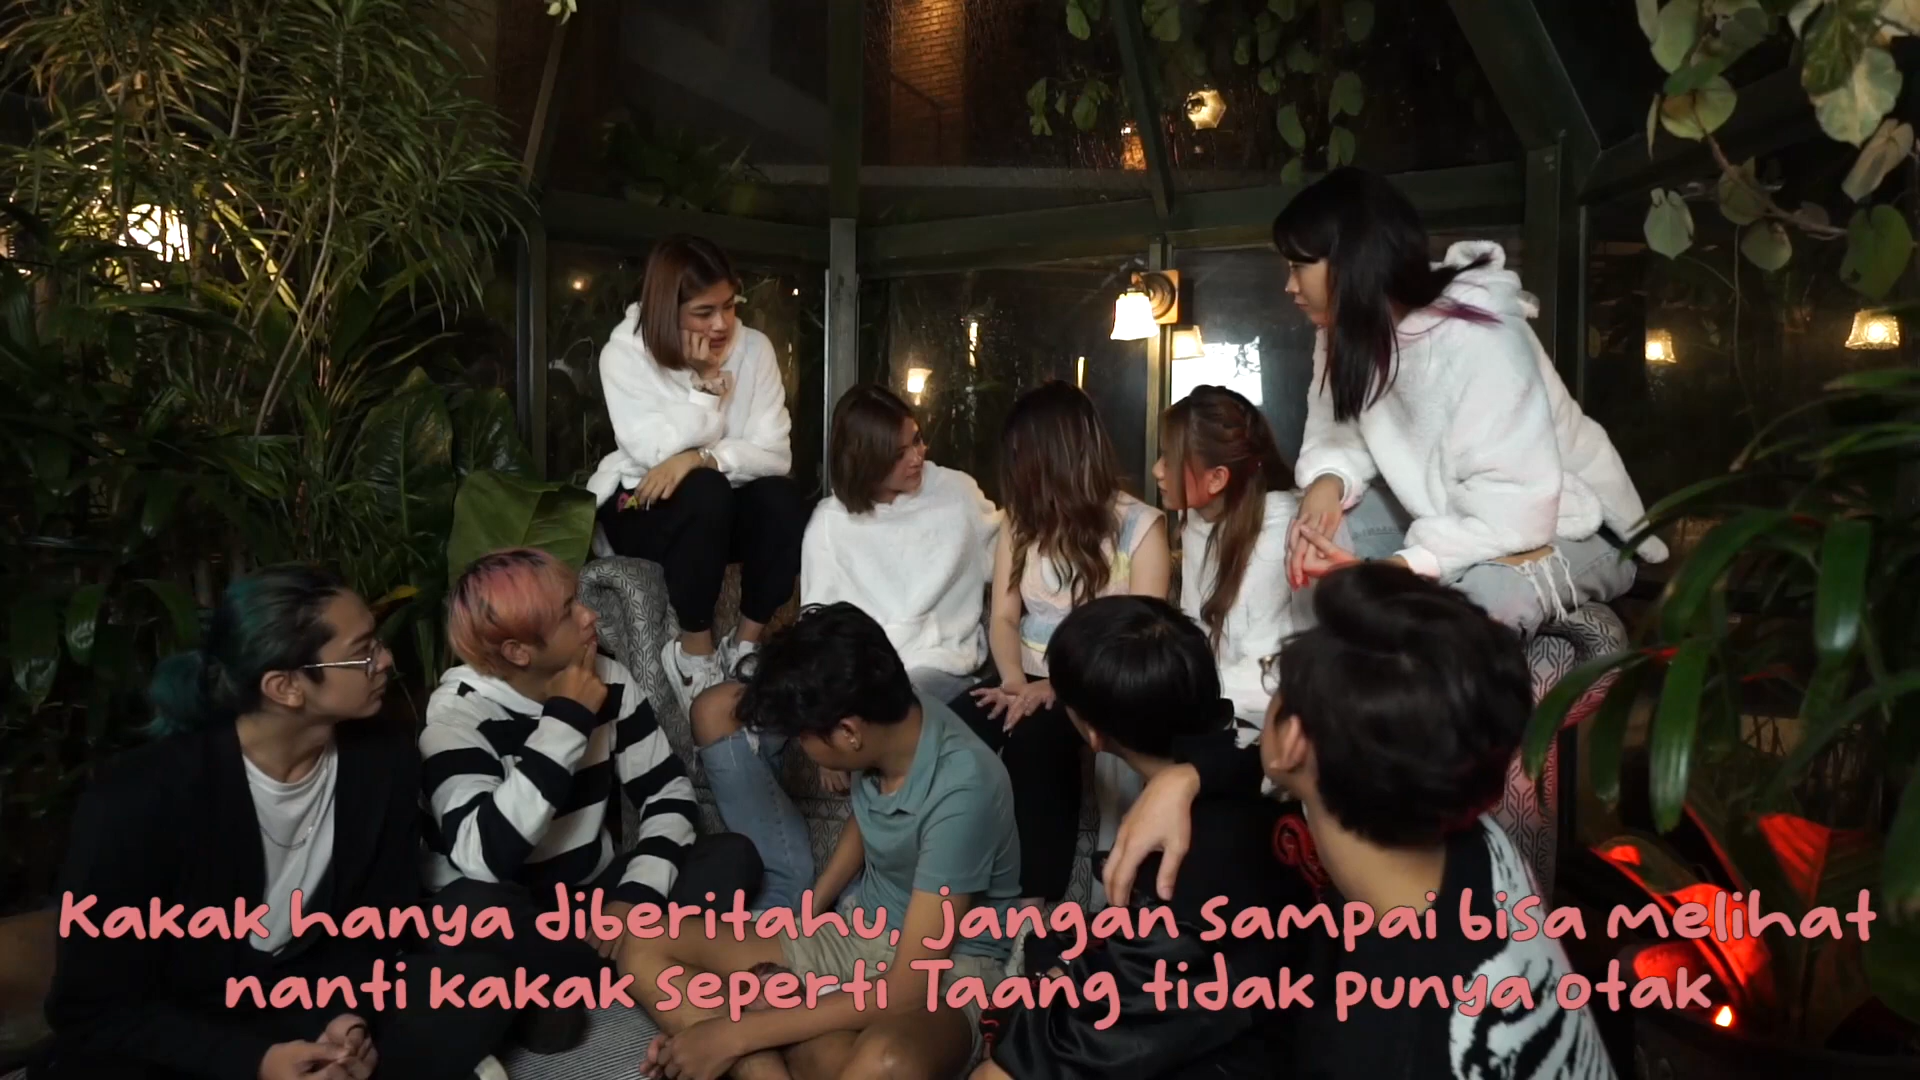 Kakak hanya diberitahu, jangan sampai bisa melihat
nanti kakak seperti Taang tidak punya otak